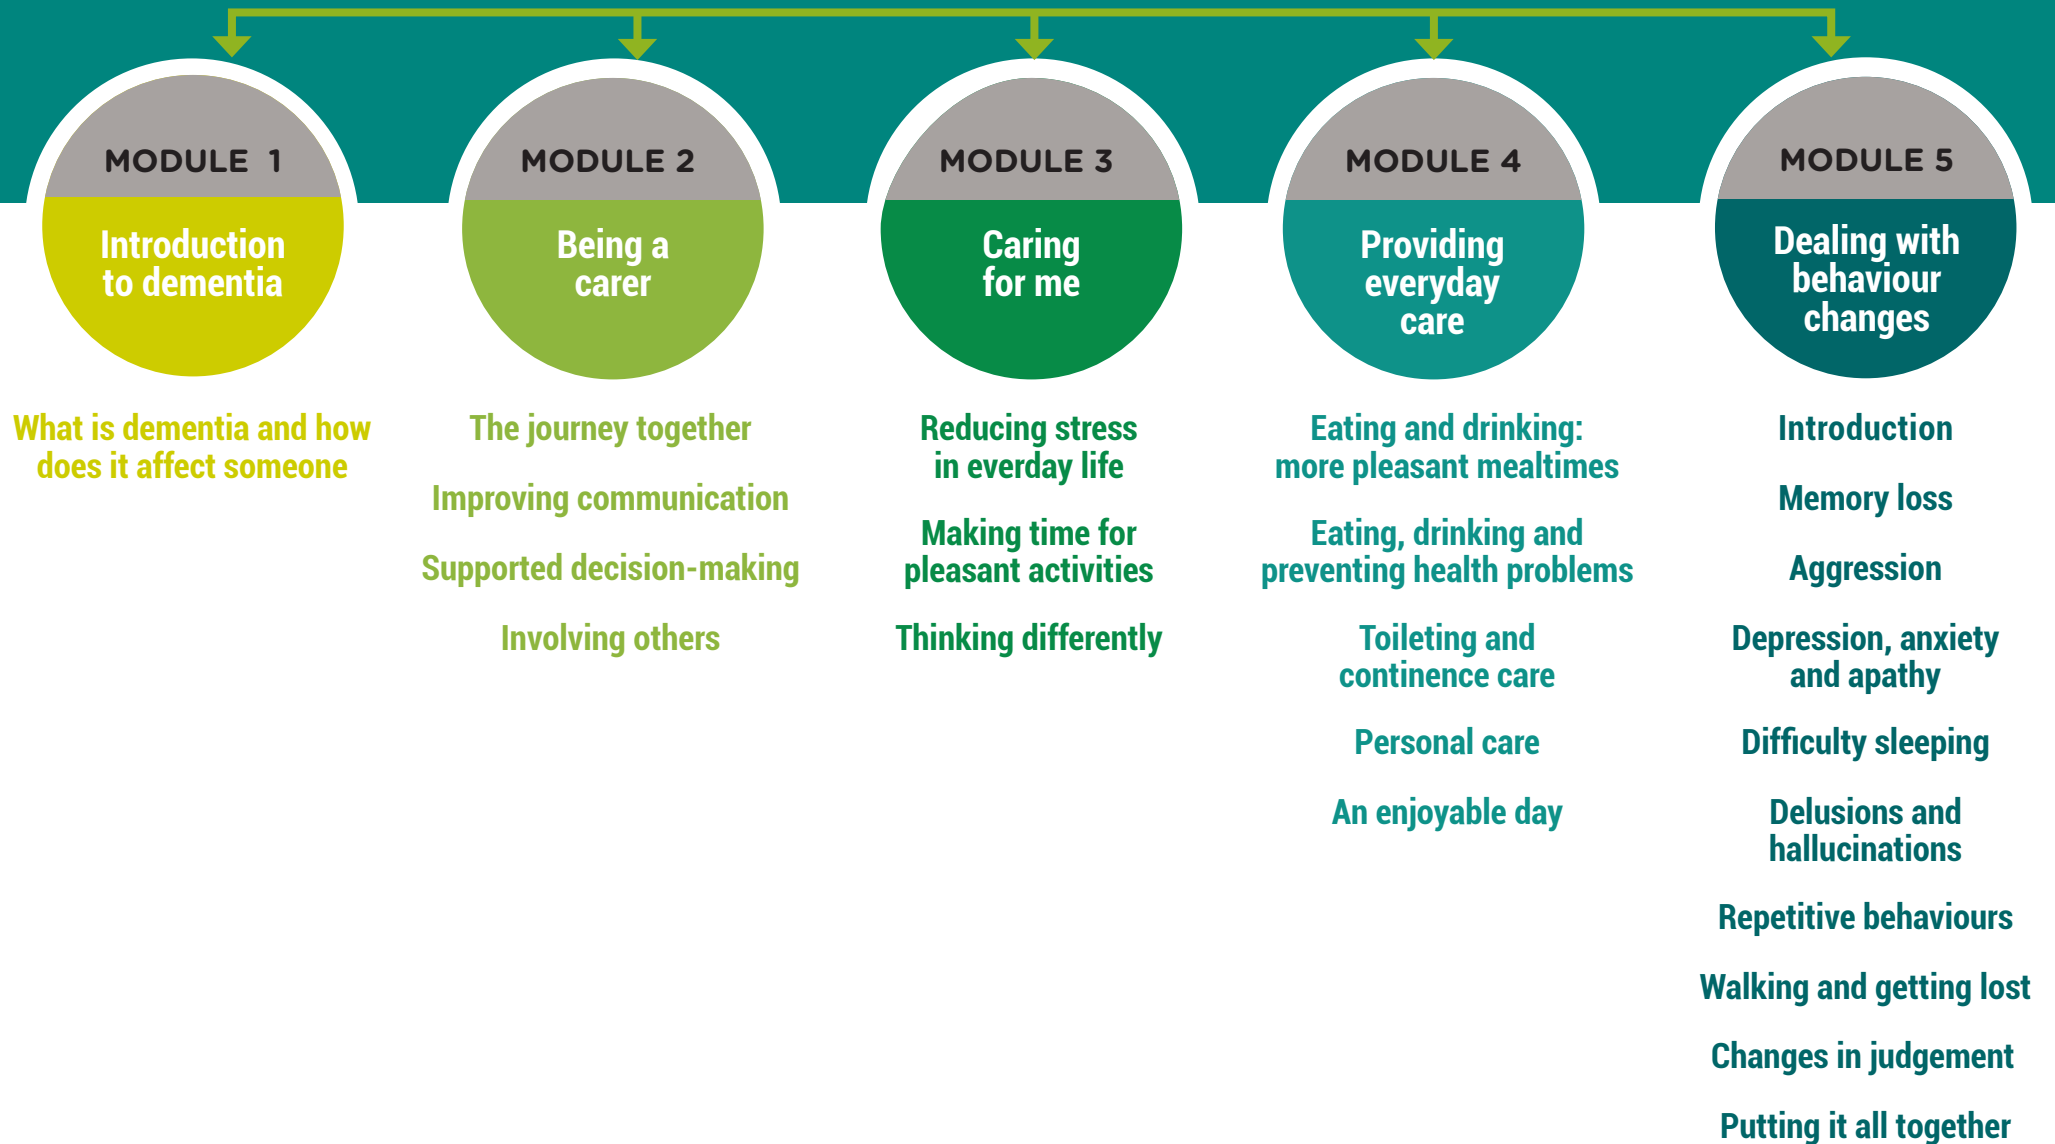 MODULE 1
Introduction
to dementia
What is dementia and how
does it affect someone
MODULE 2
Being a
carer
The journey together
Improving communication
Supported decision-making
Involving others
MODULE 3
Caring
for me
Reducing stress
in everday life
Making time for
pleasant activities
Thinking differently
MODULE 4
Providing
everyday
care
Eating and drinking:
more pleasant mealtimes
Eating, drinking and
preventing health problems
Toileting and
continence care
Personal care
An enjoyable day
MODULE 5
Dealing with
behaviour
changes
Introduction
Memory loss
Aggression
Depression, anxiety
and apathy
Difficulty sleeping
Delusions and
hallucinations
Repetitive behaviours
Walking and getting lost
Changes in judgement
Putting it all together